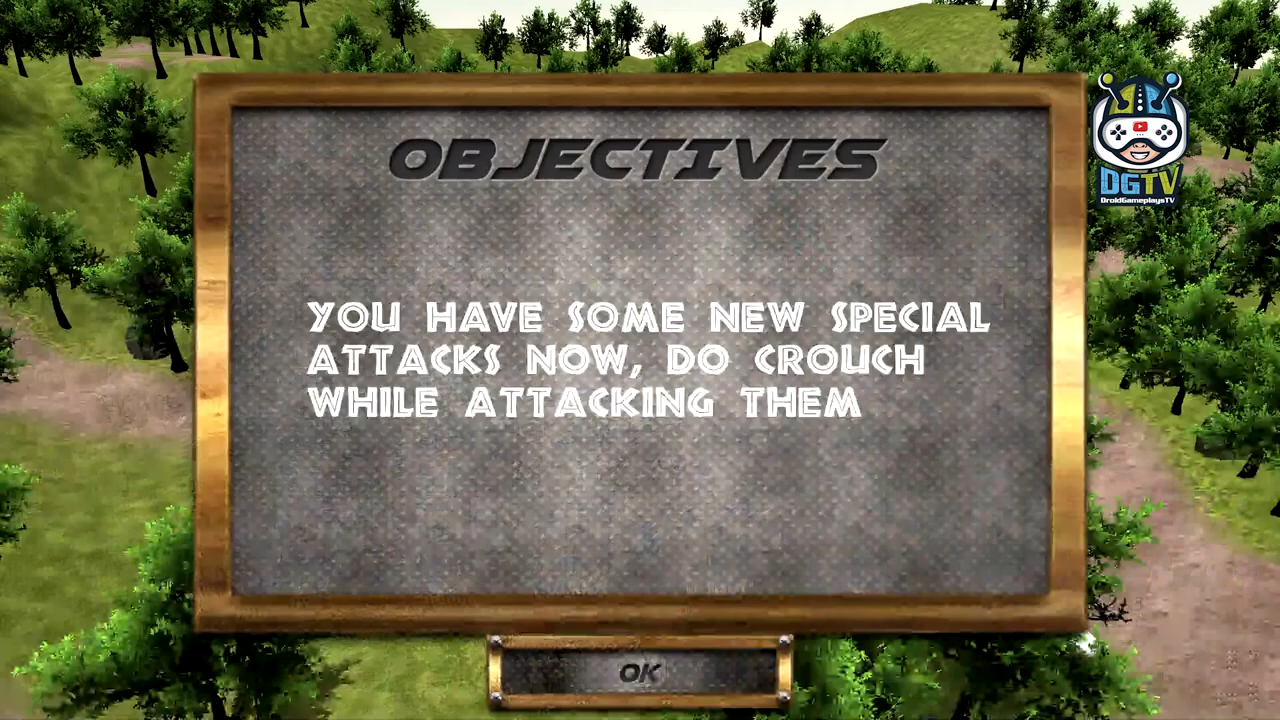 OBJECTIVES
YOU HAVE SOME NEW SPECIAL
ATTACKS NOW, DO CROUCH
WHILE ATTACKING THEM
OK
DGTV
DroidGameplaysTV